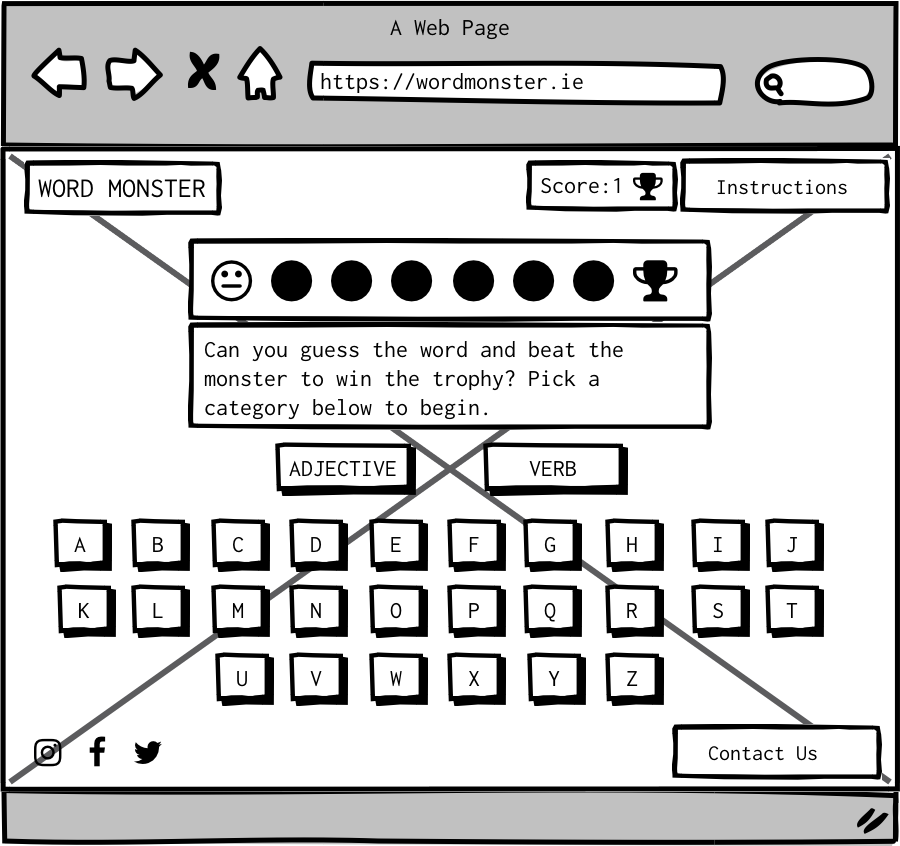 A Web Page
https://wordmonster.ie
WORD MONSTER
Score:1
Instructions
Can you guess the word and beat the
monster to win the trophy? Pick a
category below to begin.
ADJECTIVE VERB
A B C D E F G H I J
K L M N O P Q R S T
U V W X Y Z
Contact Us